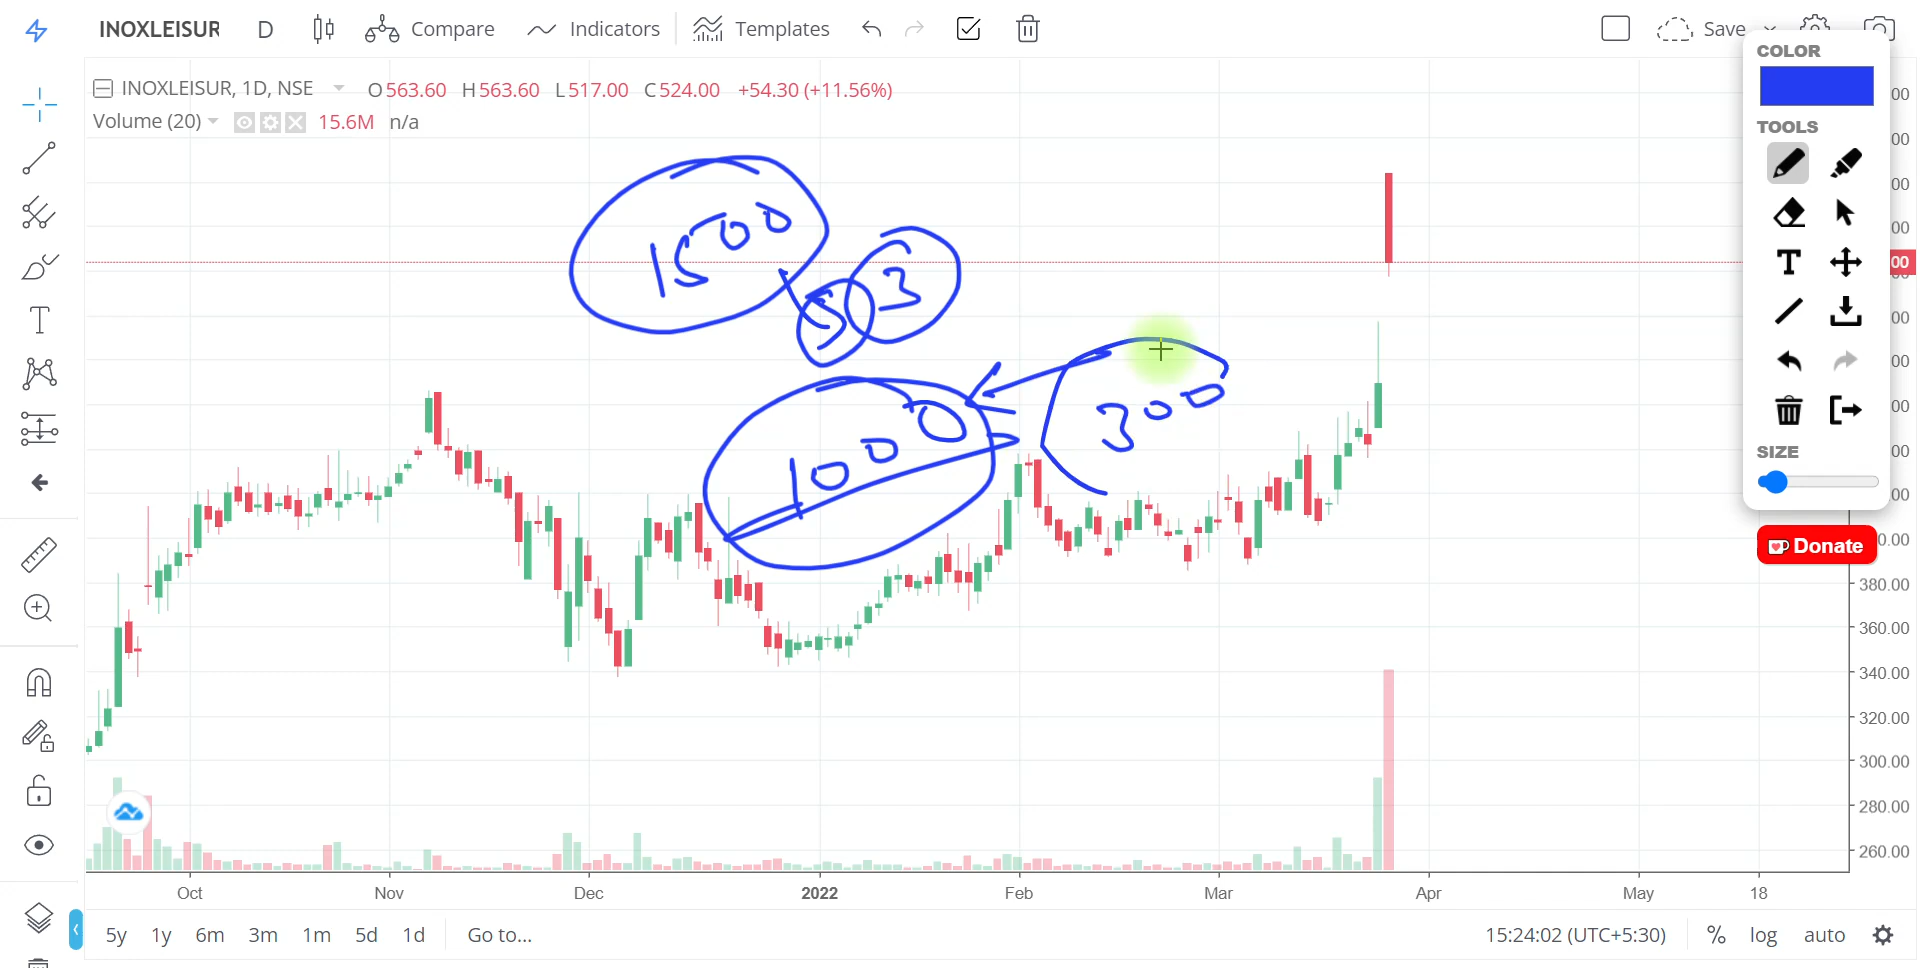 INOXLEISUR D Compare Indicators Templates Save
INOXLEISUR, 1D, NSE O563.60 H563.60 L517.00 C524.00 +54.30 (+11.56%)
Volume (20) 15.6M n/a
COLOR
TOOLS
T
SIZE
Donate
1500
5 3
1000
300
00
380.00
360.00
340.00
320.00
300.00
280.00
260.00
Oct Nov Dec 2022 Feb Mar Apr May 18
5y 1y 6m 3m 1m 5d 1d Go to... 15:24:02 (UTC+5:30) % log auto